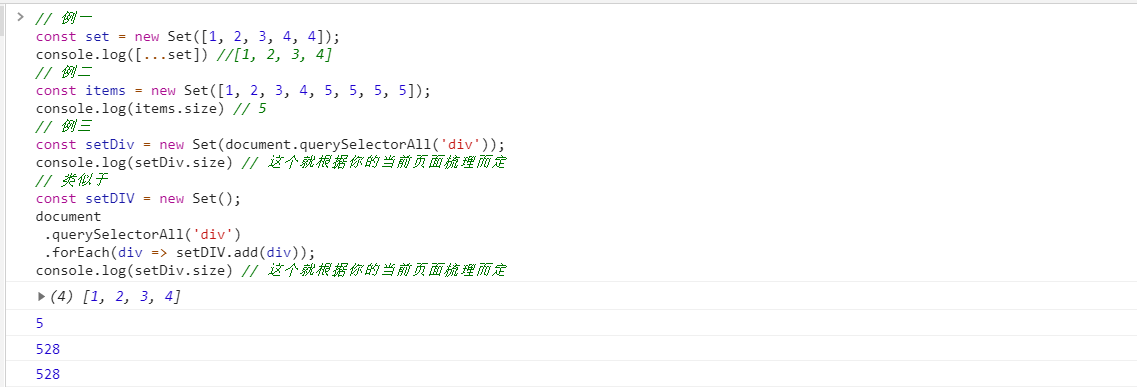 // 例一
const set = new Set([1, 2, 3, 4, 4]);
console.log([...set]) //[1, 2, 3, 4]
// 例二
const items = new Set([1, 2, 3, 4, 5, 5, 5, 5]);
console.log(items.size) // 5
// 例三
const setDiv = new Set(document.querySelectorAll('div'));
console.log(setDiv.size) // 这个就根据你的当前页面梳理而定
// 类似于
const setDIV = new Set();
document
.querySelectorAll('div')
.forEach(div => setDIV.add(div));
console.log(setDiv.size) // 这个就根据你的当前页面梳理而定
(4) [1, 2, 3, 4]
5
528
528